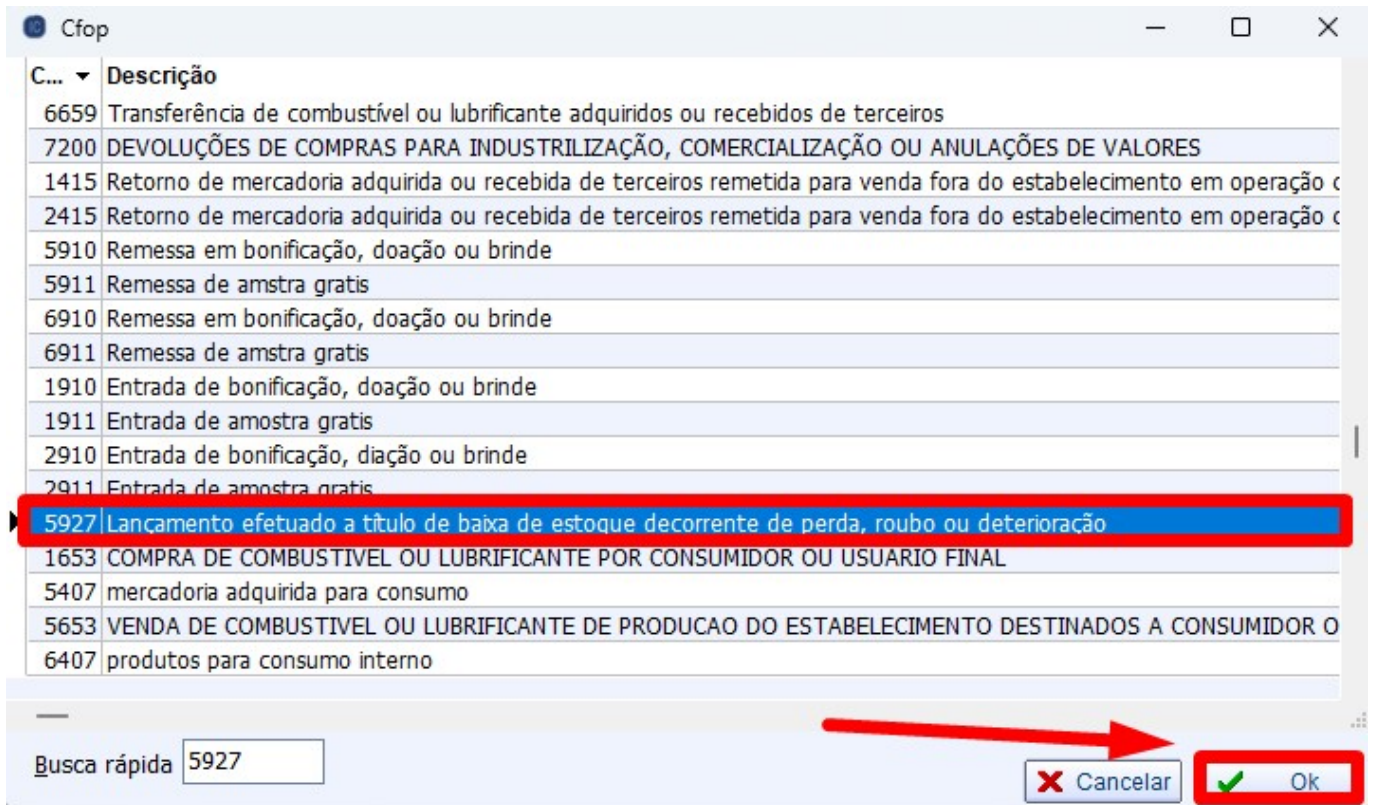 Cfop
C... Descrição
6659 Transferência de combustível ou lubrificante adquiridos ou recebidos de terceiros
7200 DEVOLUÇÕES DE COMPRAS PARA INDUSTRILIZAÇÃO, COMERCIALIZAÇÃO OU ANULAÇÕES DE VALORES
1415 Retorno de mercadoria adquirida ou recebida de terceiros remetida para venda fora do estabelecimento em operação
2415 Retorno de mercadoria adquirida ou recebida de terceiros remetida para venda fora do estabelecimento em operação
5910 Remessa em bonificação, doação ou brinde
5911 Remessa de amstra gratis
6910 Remessa em bonificação, doação ou brinde
6911 Remessa de amstra gratis
1910 Entrada de bonificação, doação ou brinde
1911 Entrada de amostra gratis
2910 Entrada de bonificação, diação ou brinde
2911 Entrada de amostra gratis
5927 Lançamento efetuado a título de baixa de estoque decorrente de perda, roubo ou deterioração
1653 COMPRA DE COMBUSTIVEL OU LUBRIFICANTE POR CONSUMIDOR OU USUARIO FINAL
5407 mercadoria adquirida para consumo
5653 VENDA DE COMBUSTIVEL OU LUBRIFICANTE DE PRODUCAO DO ESTABELECIMENTO DESTINADOS A CONSUMIDOR O
6407 produtos para consumo interno
Busca rápida 5927
Cancelar Ok